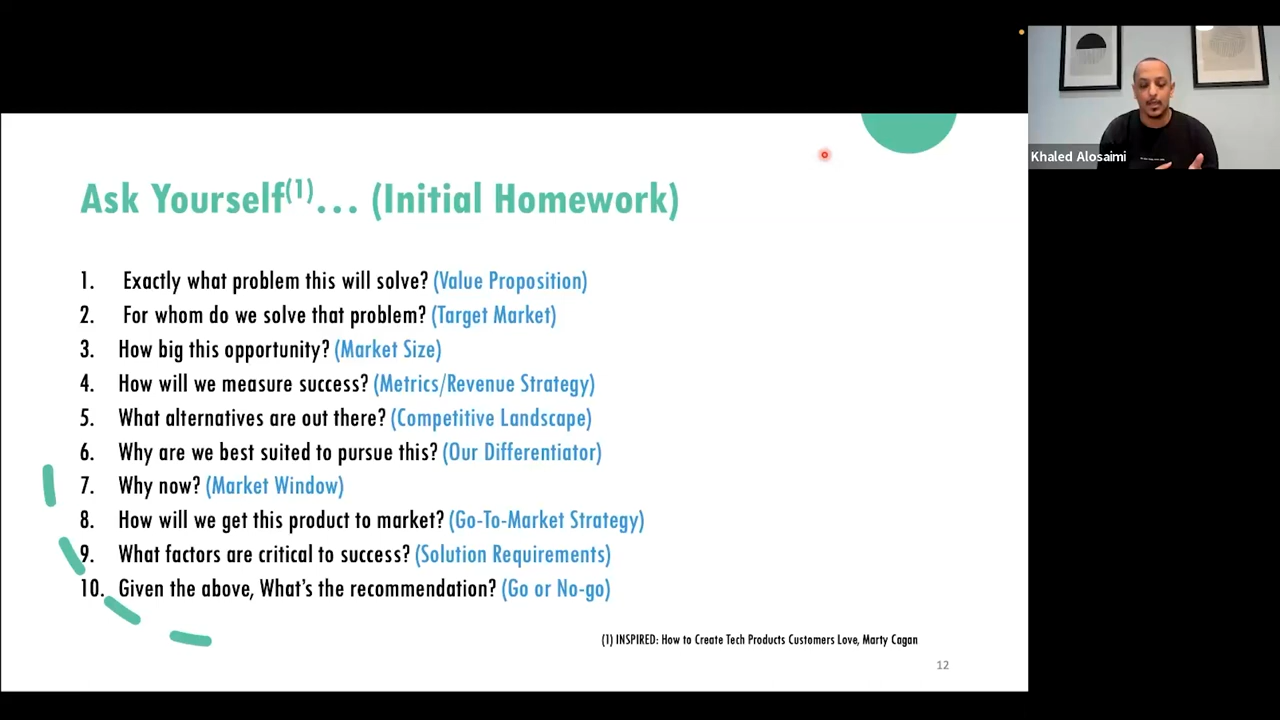 Ask Yourself(1)... (Initial Homework)
1. Exactly what problem this will solve? (Value Proposition)
2. For whom do we solve that problem? (Target Market)
3. How big this opportunity? (Market Size)
4. How will we measure success? (Metrics/Revenue Strategy)
5. What alternatives are out there? (Competitive Landscape)
6. Why are we best suited to pursue this? (Our Differentiator)
7. Why now? (Market Window)
8. How will we get this product to market? (Go-To-Market Strategy)
9. What factors are critical to success? (Solution Requirements)
10. Given the above, What's the recommendation? (Go or No-go)
(1) INSPIRED: How to Create Tech Products Customers Love, Marty Cagan
12
Khaled Alosaimi